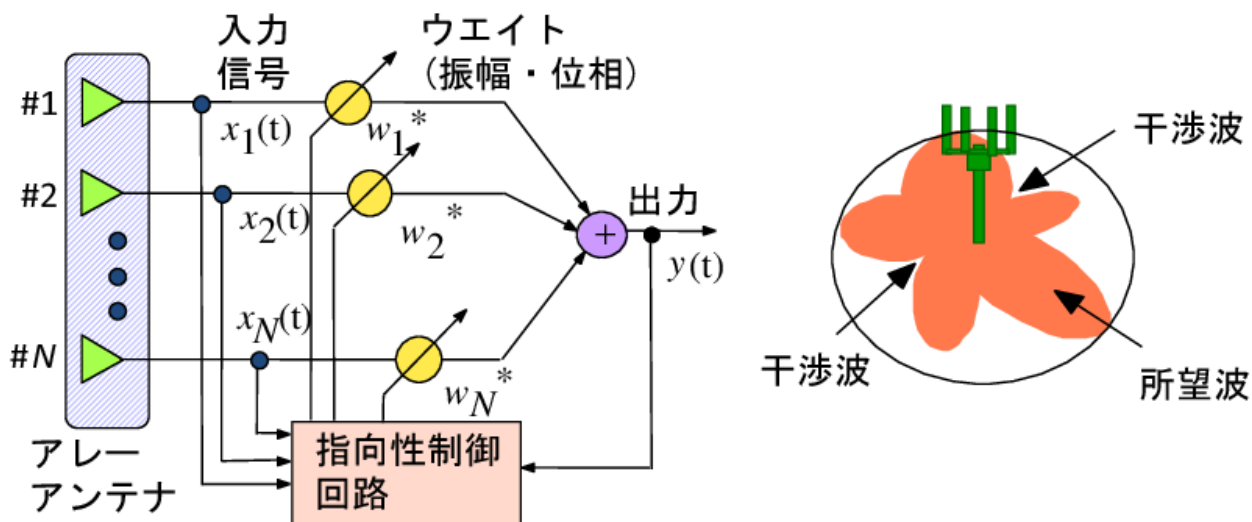 入力
信号
ウエイト
（振幅・位相）
#1
x1(t)
w1*
#2
x2(t)
w2*
出力
+
y(t)
xN(t)
#N
wN*
アレー
アンテナ
指向性制御
回路
干渉波
干渉波
所望波